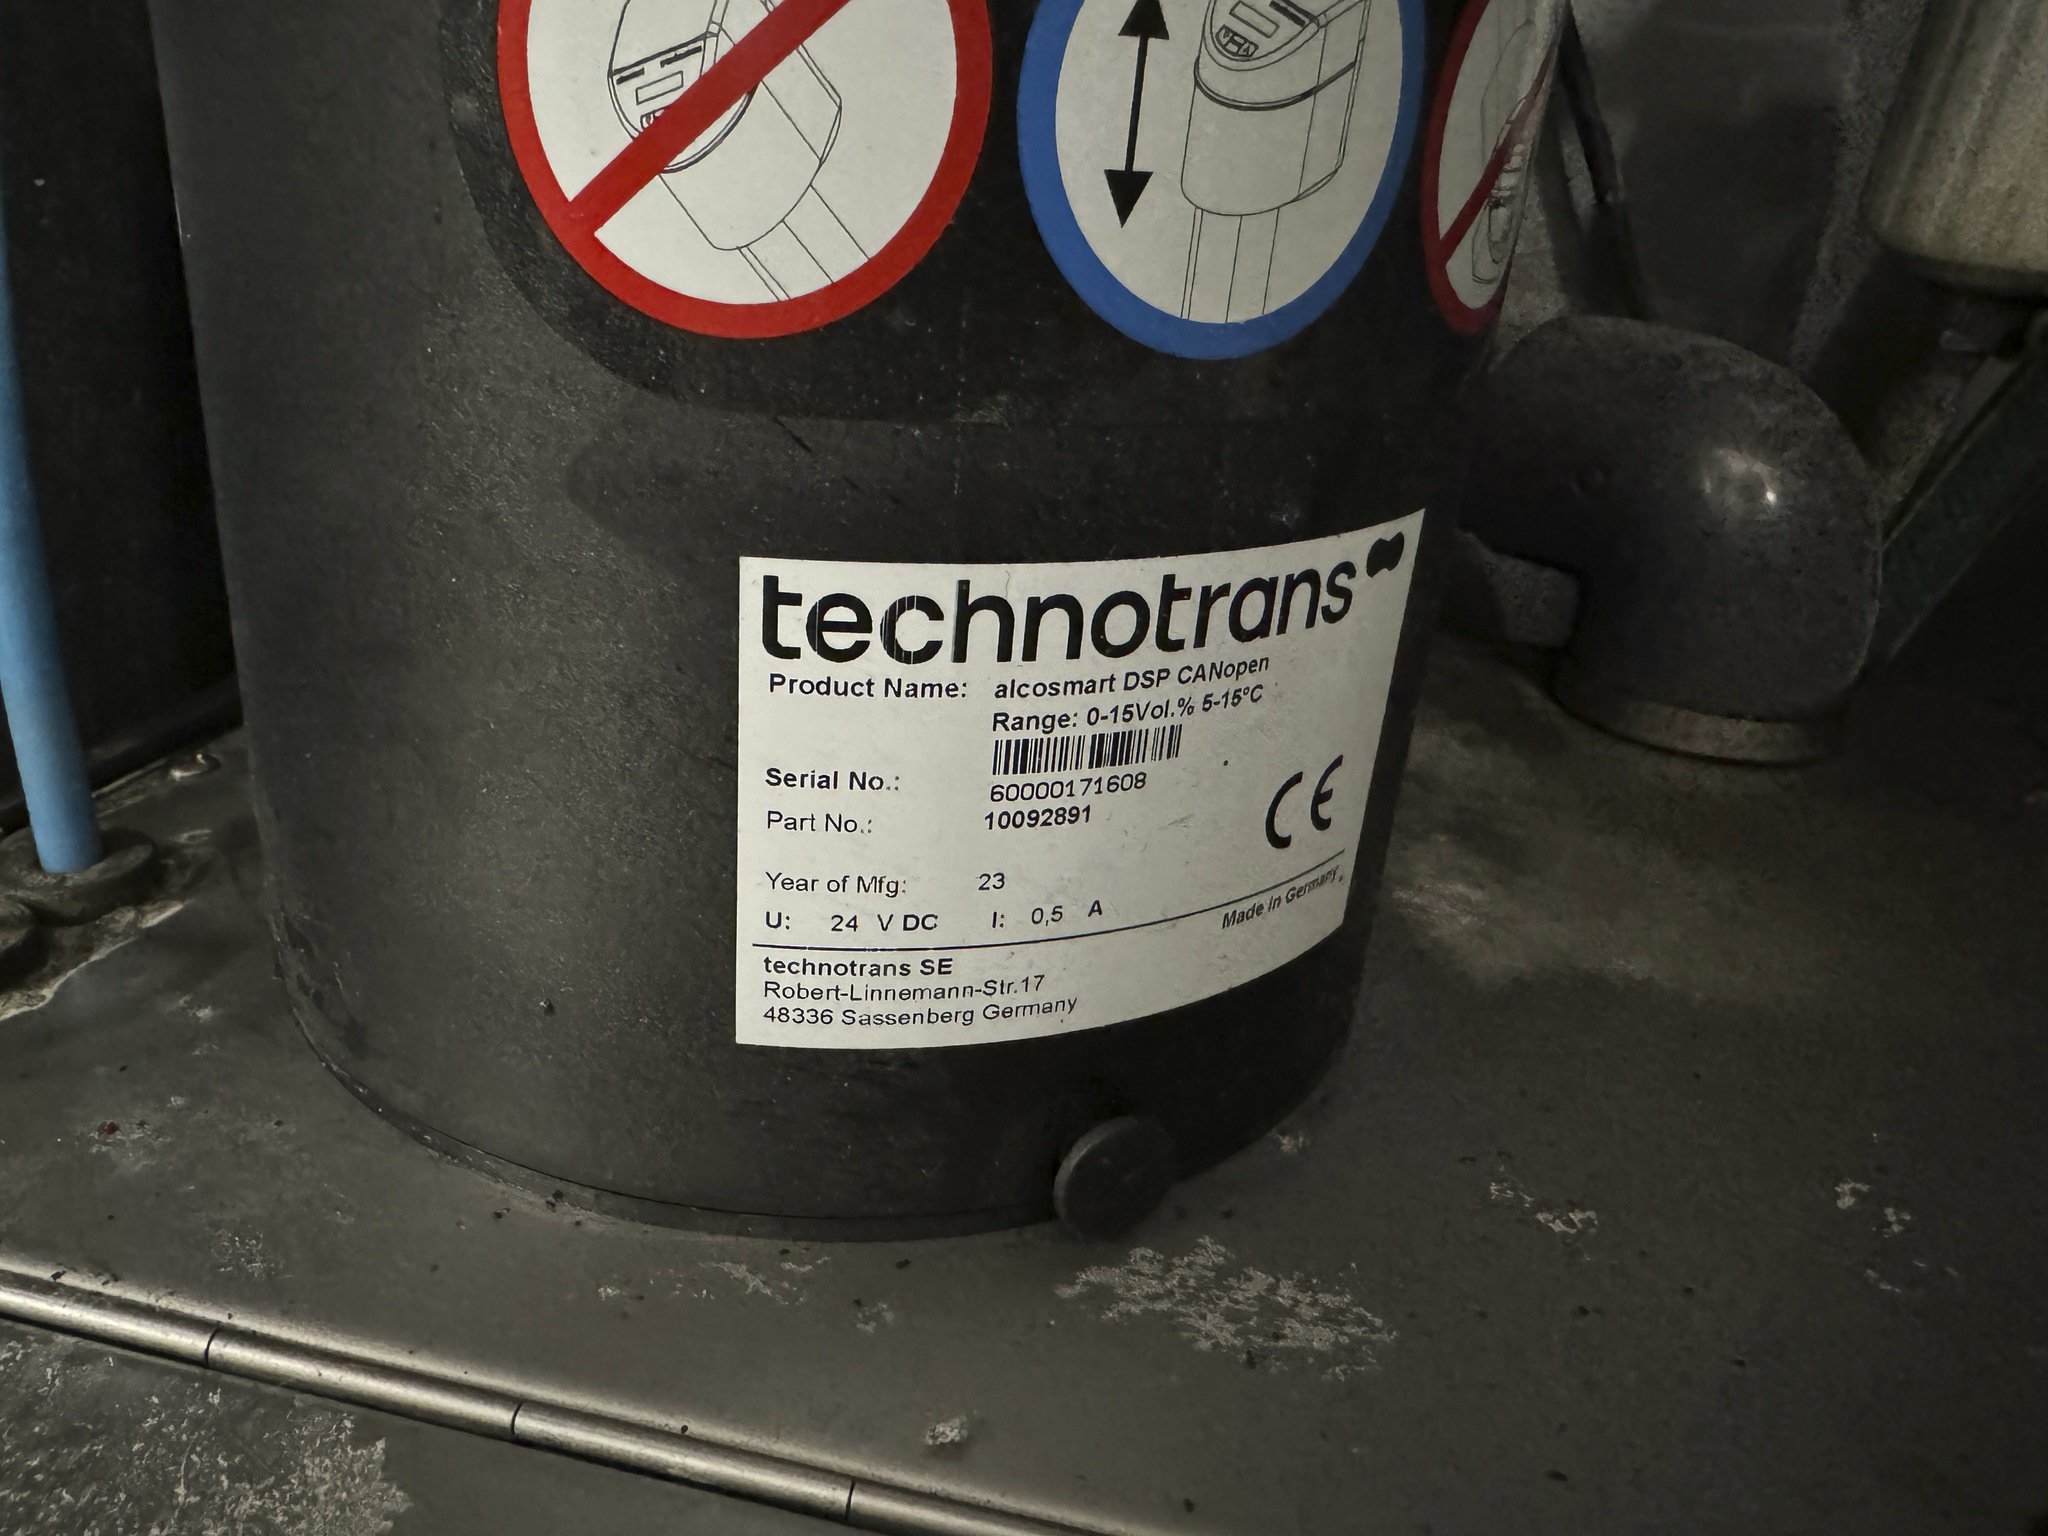 technotrans
Product Name: alcosmart DSP CANopen
Range: 0-15Vol.% 5-15°C
Serial No.: 60000171608
Part No.: 10092891
Year of Mfg: 23
U: 24 V DC I: 0,5 A
Made in Germany
technotrans SE
Robert-Linnemann-Str.17
48336 Sassenberg Germany